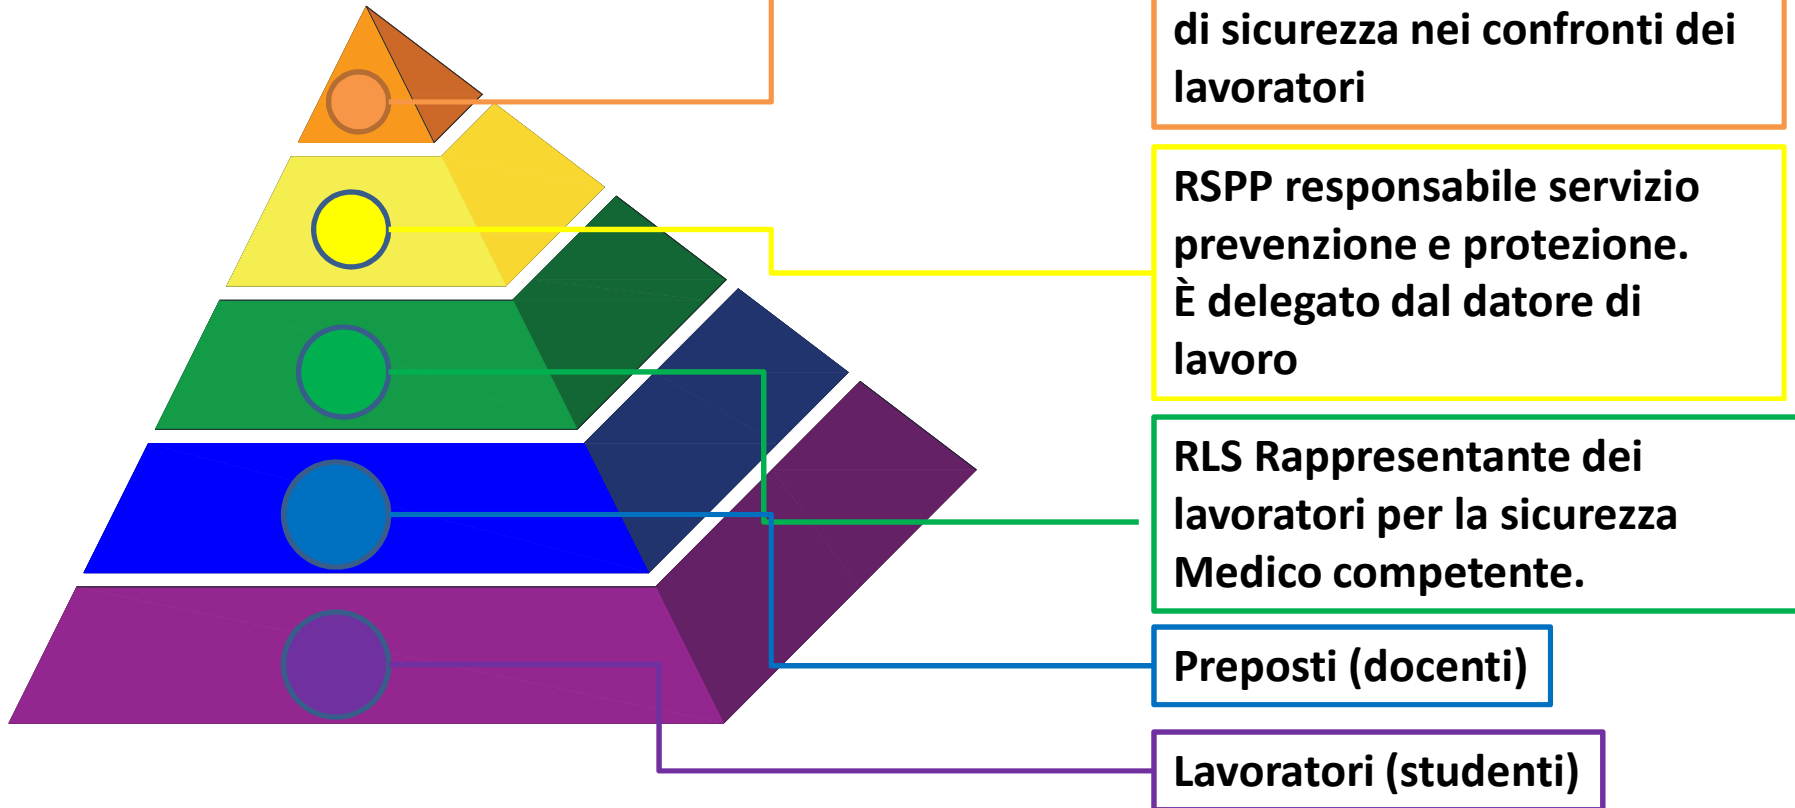 di sicurezza nei confronti dei
lavoratori
RSPP responsabile servizio
prevenzione e protezione.
È delegato dal datore di
lavoro
RLS Rappresentante dei
lavoratori per la sicurezza
Medico competente.
Preposti (docenti)
Lavoratori (studenti)